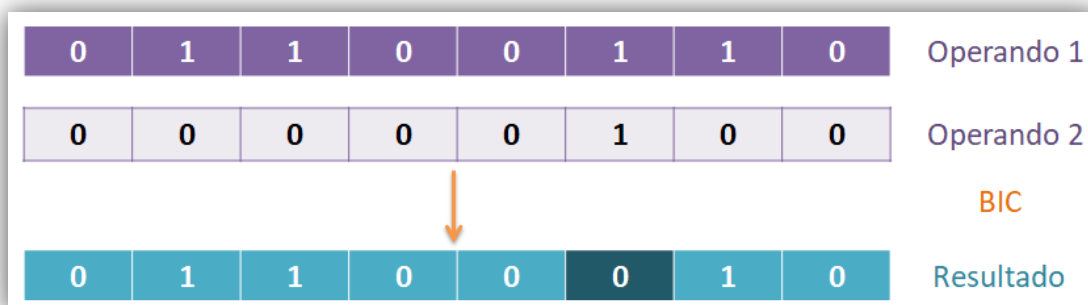 0 1 1 0 0 1 1 0 Operando 1
0 0 0 0 0 1 0 0 Operando 2
BIC
0 1 1 0 0 0 1 0 Resultado